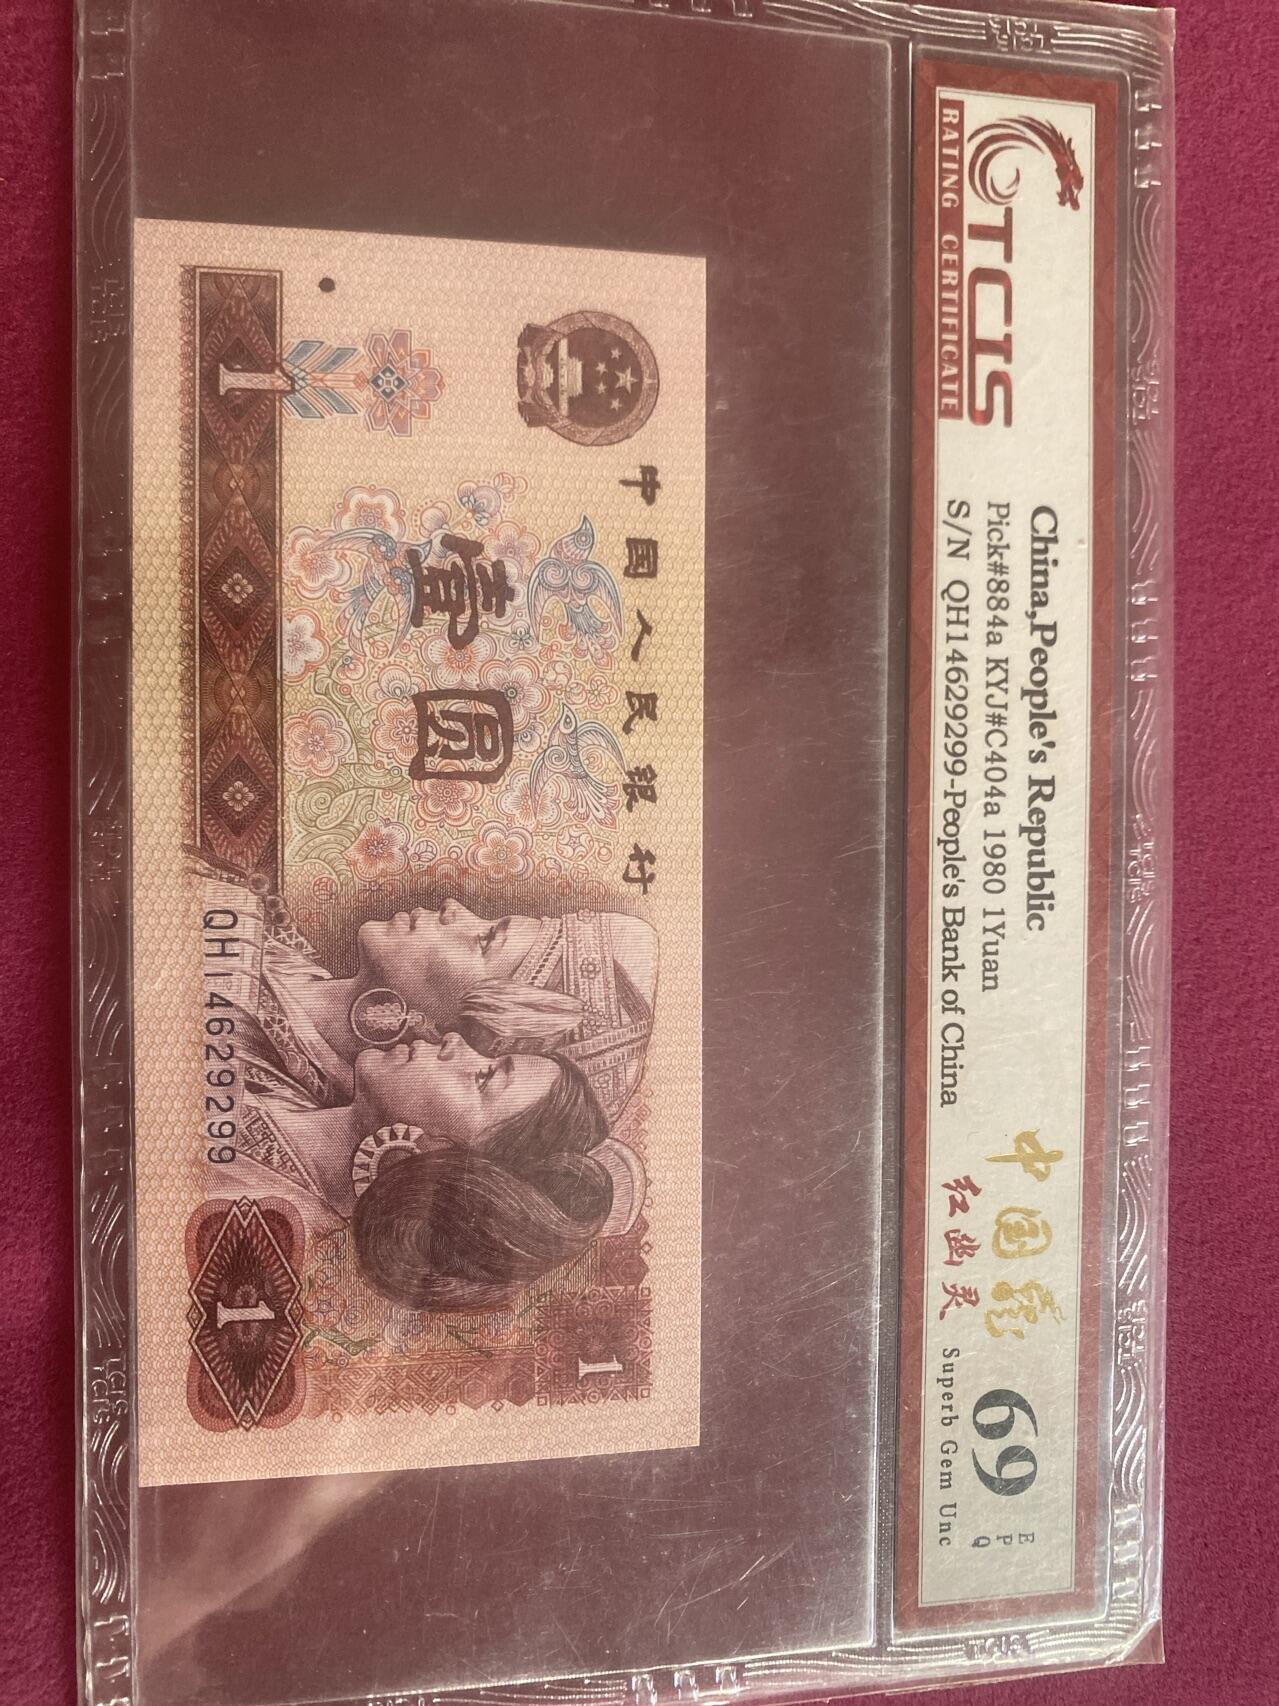 TCIS
RATING CERTIFICATE
China,People's Republic
Pick#884a KYJ#C404a 1980 1Yuan
S/N QH14629299-People's Bank of China
中国龙
红幽灵
69
EPQ
Superb Gem Unc
中国人民银行
壹圆
1
1
QH14629299
1